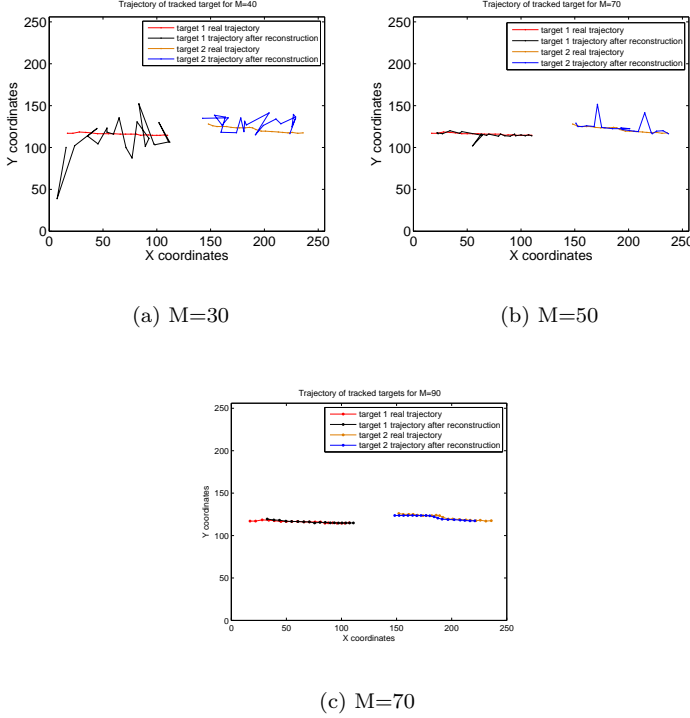 Trajectory of tracked target for M=40
target 1 real trajectory
target 1 trajectory after reconstruction
target 2 real trajectory
target 2 trajectory after reconstruction
250
200
150
100
50
0
Y coordinates
0 50 100 150 200 250
X coordinates
(a) M=30
Trajectory of tracked target for M=70
target 1 real trajectory
target 1 trajectory after reconstruction
target 2 real trajectory
target 2 trajectory after reconstruction
250
200
150
100
50
0
Y coordinates
0 50 100 150 200 250
X coordinates
(b) M=50
Trajectory of tracked targets for M=90
target 1 real trajectory
target 1 trajectory after reconstruction
target 2 real trajectory
target 2 trajectory after reconstruction
250
200
150
100
50
0
Y coordinates
0 50 100 150 200 250
X coordinates
(c) M=70